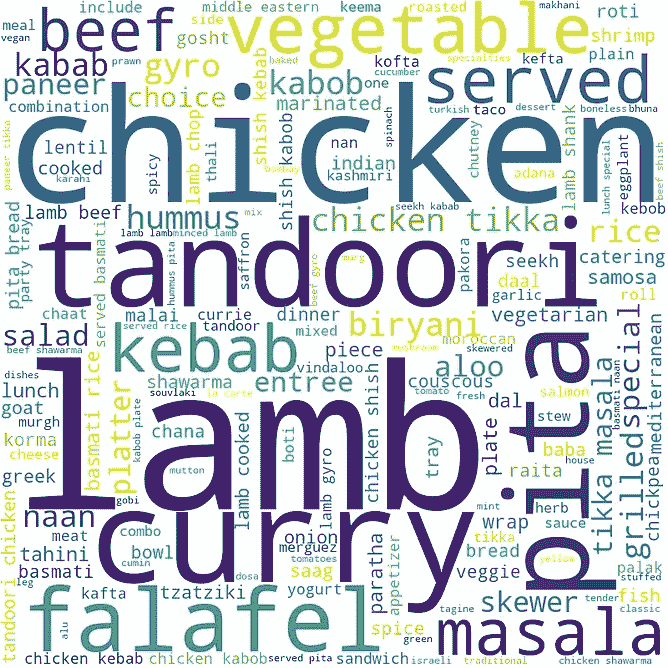 include
middle eastern
keema
roasted
makhani
meal
side
gosht
vegetable
specialties
roti
vegan
beef
prawn
baked
cucumber
shrimp
kabab
gyro
kabob
kofta
kefta
served
plain
paneer
choice
shish kebab
one
marinated
turkish
taco
dessert
boneless
bhuna
combination
chicken
paneer tikka
lentil
cooked
karahi
spicy
thali
lamb chop
bombay
shish kabob
nan
indian
kashmiri
spinach
seekh kabab
chutney
adana
lamb shank
lunch special
eggplant
kebob
beef shish
lamb beef
hummus
mix
chicken tikka
rice
pita bread
party tray
served basmati
lamb lamb
minced lamb
hummus pita
saffron
tandoori
beef gyro
murg
pakora
seekh
daal
garlic
catering
samosa
roll
chaat
malai
currie
tandoor
dinner
mixed
biryani
mushroom
vegetarian
moroccan
skewered
salad
served rice
kebab
vindaloo
piece
aloo
beef shawarma
dishes
lunch
goat
murgh
korma
cheese
greek
basmati rice
platter
shawarma
souvlaki
la carte
entree
couscous
tomato
fresh
salmon
basmati naan
kabob plate
lamb
chana
mutton
boti
chicken shish
tray
plate
dal
stew
baba
house
raita
pita
tikka masala
grilled
special
chickpea
mediterranean
naan
gobi
lamb cooked
lamb gyro
mint
wrap
herb
sauce
meat
tahini
basmati
combo
bowl
cumin
curry
onion
merguez
tomatoes
saag
dosa
paratha
appetizer
tikka
bread
veggie
yellow
palak
stuffed
tandoori chicken
leg
kafta
tzatziki
yogurt
falafel
alu
spice
green
tagine
skewer
tender
classic
fish
masala
chicken kebab
chicken kabob
served pita
sandwich
israeli
traditional
chicken shawarma